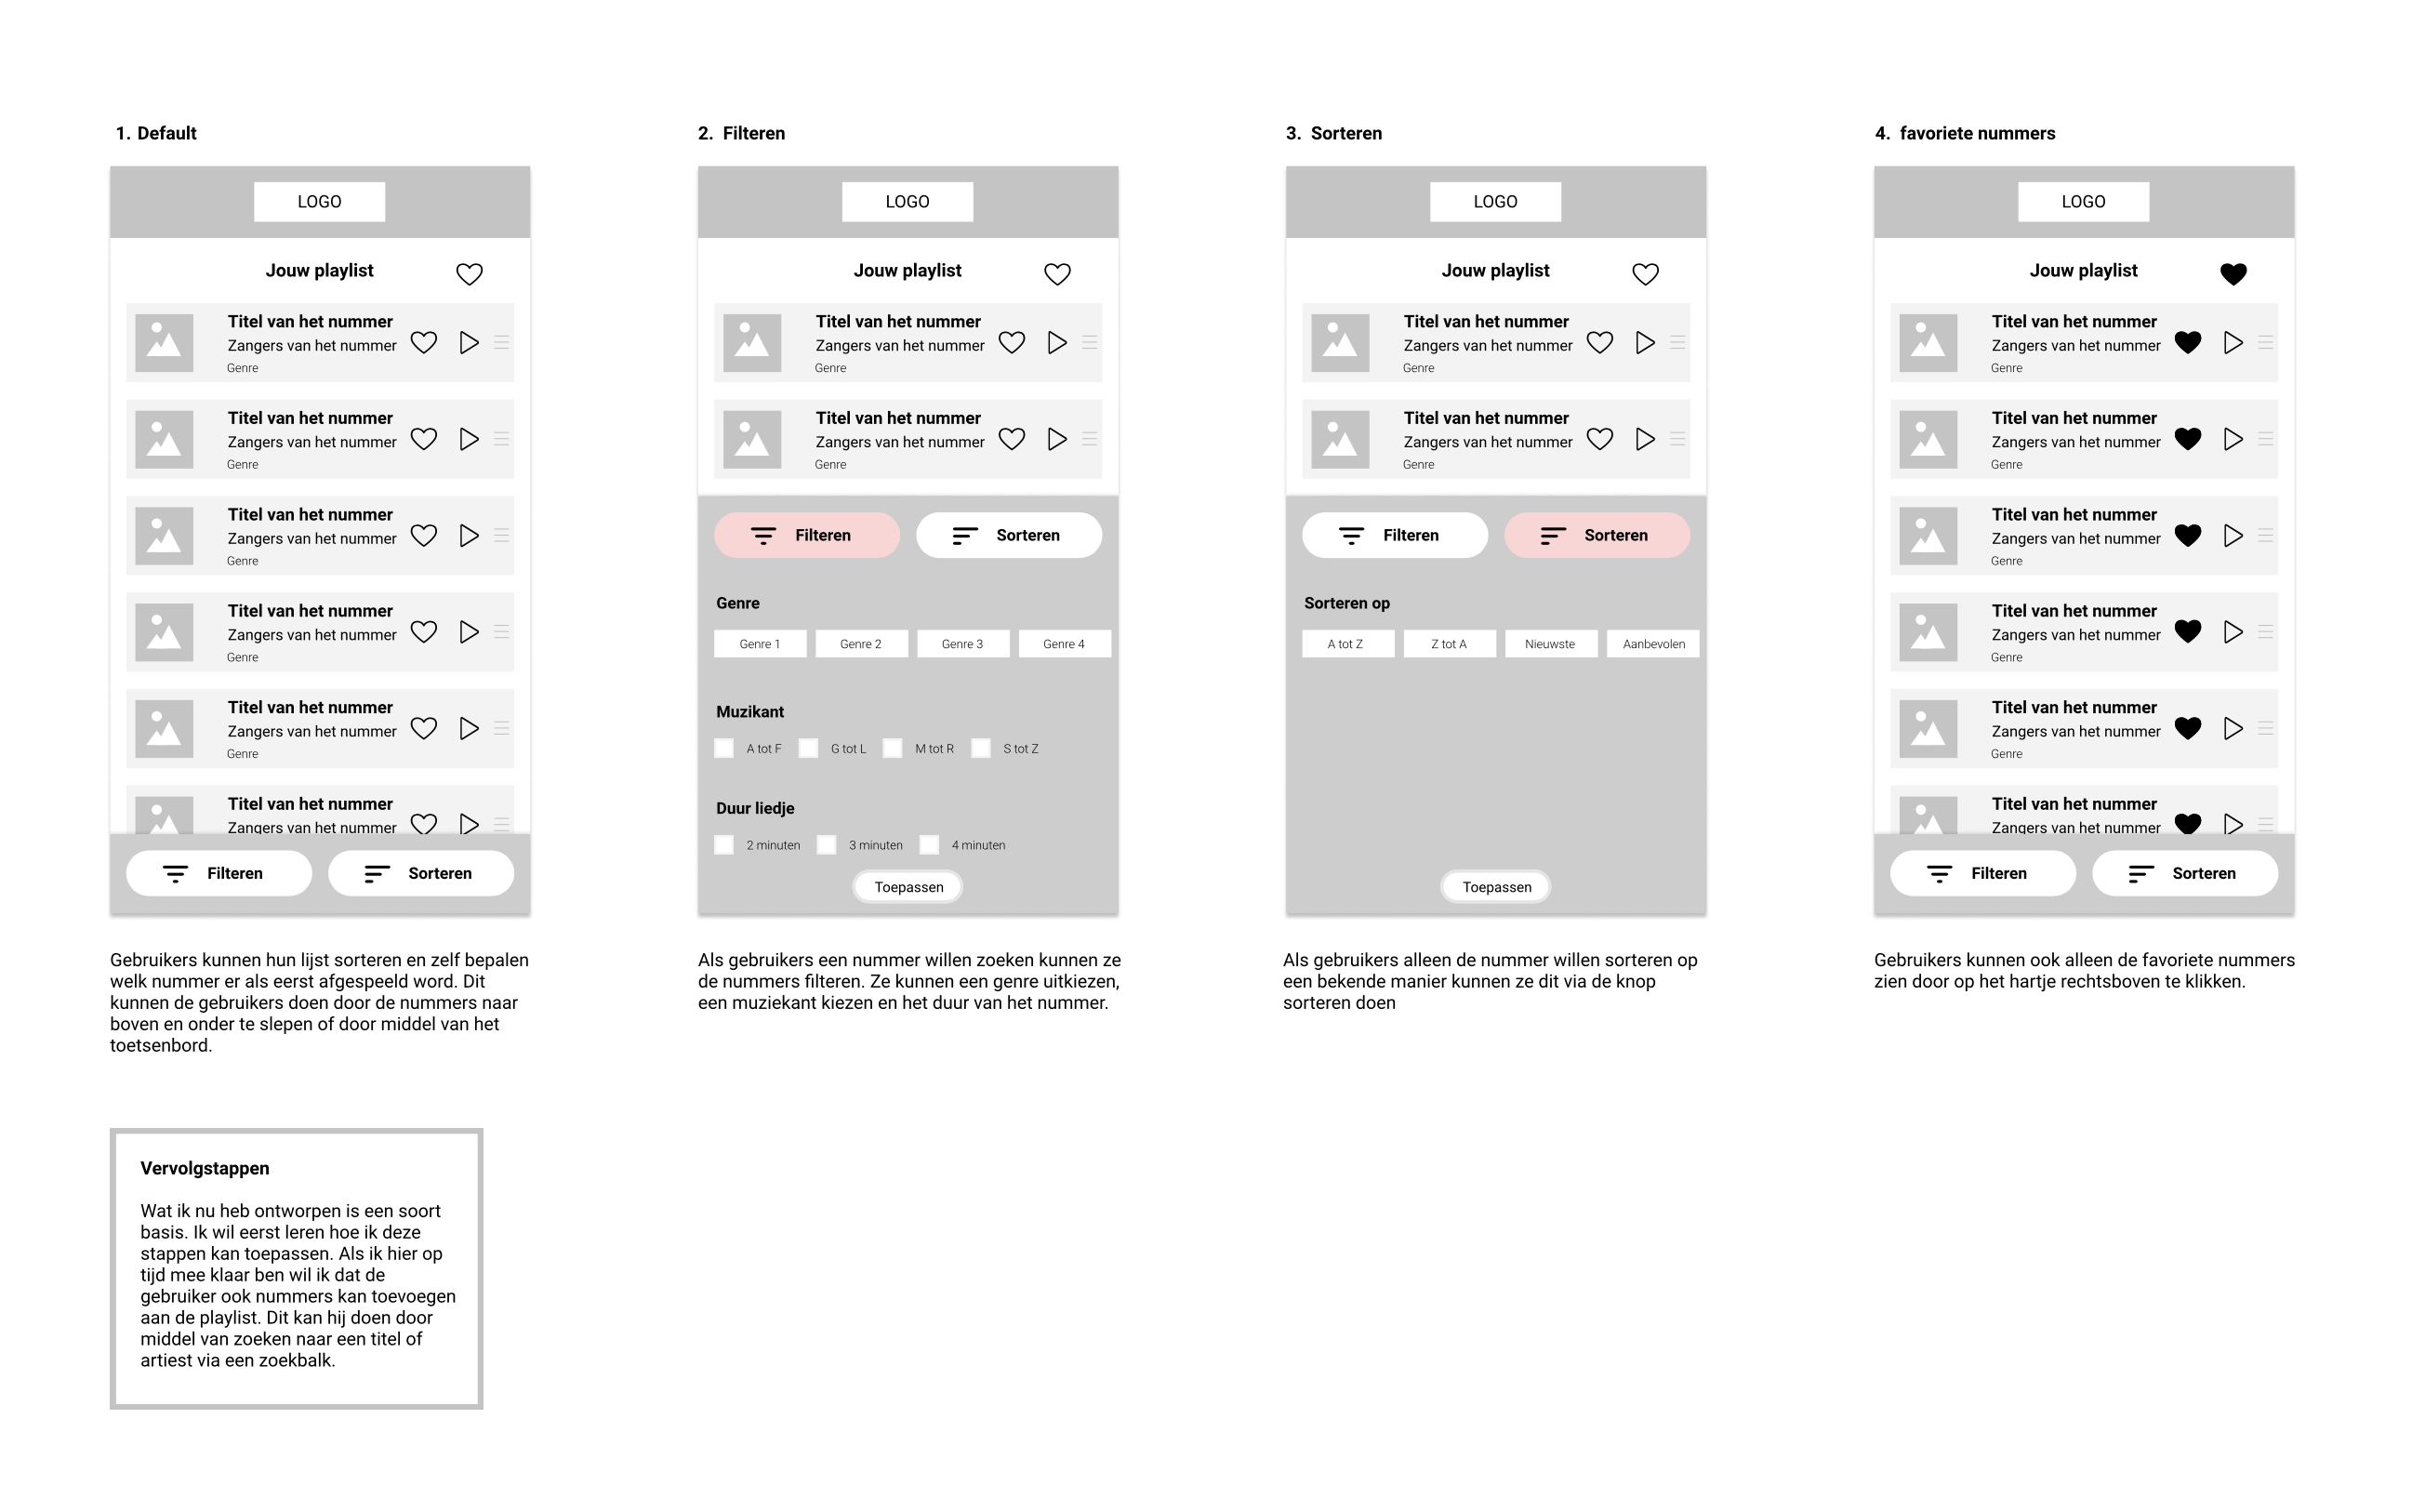 1. Default
LOGO
Jouw playlist
Titel van het nummer
Zangers van het nummer
Genre
Titel van het nummer
Zangers van het nummer
Genre
Titel van het nummer
Zangers van het nummer
Genre
Titel van het nummer
Zangers van het nummer
Genre
Titel van het nummer
Zangers van het nummer
Genre
Titel van het nummer
Zangers van het nummer
Filteren
Sorteren
Gebruikers kunnen hun lijst sorteren en zelf bepalen
welk nummer er als eerst afgespeeld word. Dit
kunnen de gebruikers doen door de nummers naar
boven en onder te slepen of door middel van het
toetsenbord.
2. Filteren
LOGO
Jouw playlist
Titel van het nummer
Zangers van het nummer
Genre
Titel van het nummer
Zangers van het nummer
Genre
Filteren
Sorteren
Genre
Genre 1 Genre 2 Genre 3 Genre 4
Muzikant
A tot F G tot L M tot R S tot Z
Duur liedje
2 minuten 3 minuten 4 minuten
Toepassen
Als gebruikers een nummer willen zoeken kunnen ze
de nummers filteren. Ze kunnen een genre uitkiezen,
een muziekant kiezen en het duur van het nummer.
3. Sorteren
LOGO
Jouw playlist
Titel van het nummer
Zangers van het nummer
Genre
Titel van het nummer
Zangers van het nummer
Genre
Filteren
Sorteren
Sorteren op
A tot Z Z tot A Nieuwste Aanbevolen
Toepassen
Als gebruikers alleen de nummer willen sorteren op
een bekende manier kunnen ze dit via de knop
sorteren doen
4. favoriete nummers
LOGO
Jouw playlist
Titel van het nummer
Zangers van het nummer
Genre
Titel van het nummer
Zangers van het nummer
Genre
Titel van het nummer
Zangers van het nummer
Genre
Titel van het nummer
Zangers van het nummer
Genre
Titel van het nummer
Zangers van het nummer
Genre
Titel van het nummer
Zangers van het nummer
Filteren
Sorteren
Gebruikers kunnen ook alleen de favoriete nummers
zien door op het hartje rechtsboven te klikken.
Vervolgstappen
Wat ik nu heb ontworpen is een soort
basis. Ik wil eerst leren hoe ik deze
stappen kan toepassen. Als ik hier op
tijd mee klaar ben wil ik dat de
gebruiker ook nummers kan toevoegen
aan de playlist. Dit kan hij doen door
middel van zoeken naar een titel of
artiest via een zoekbalk.